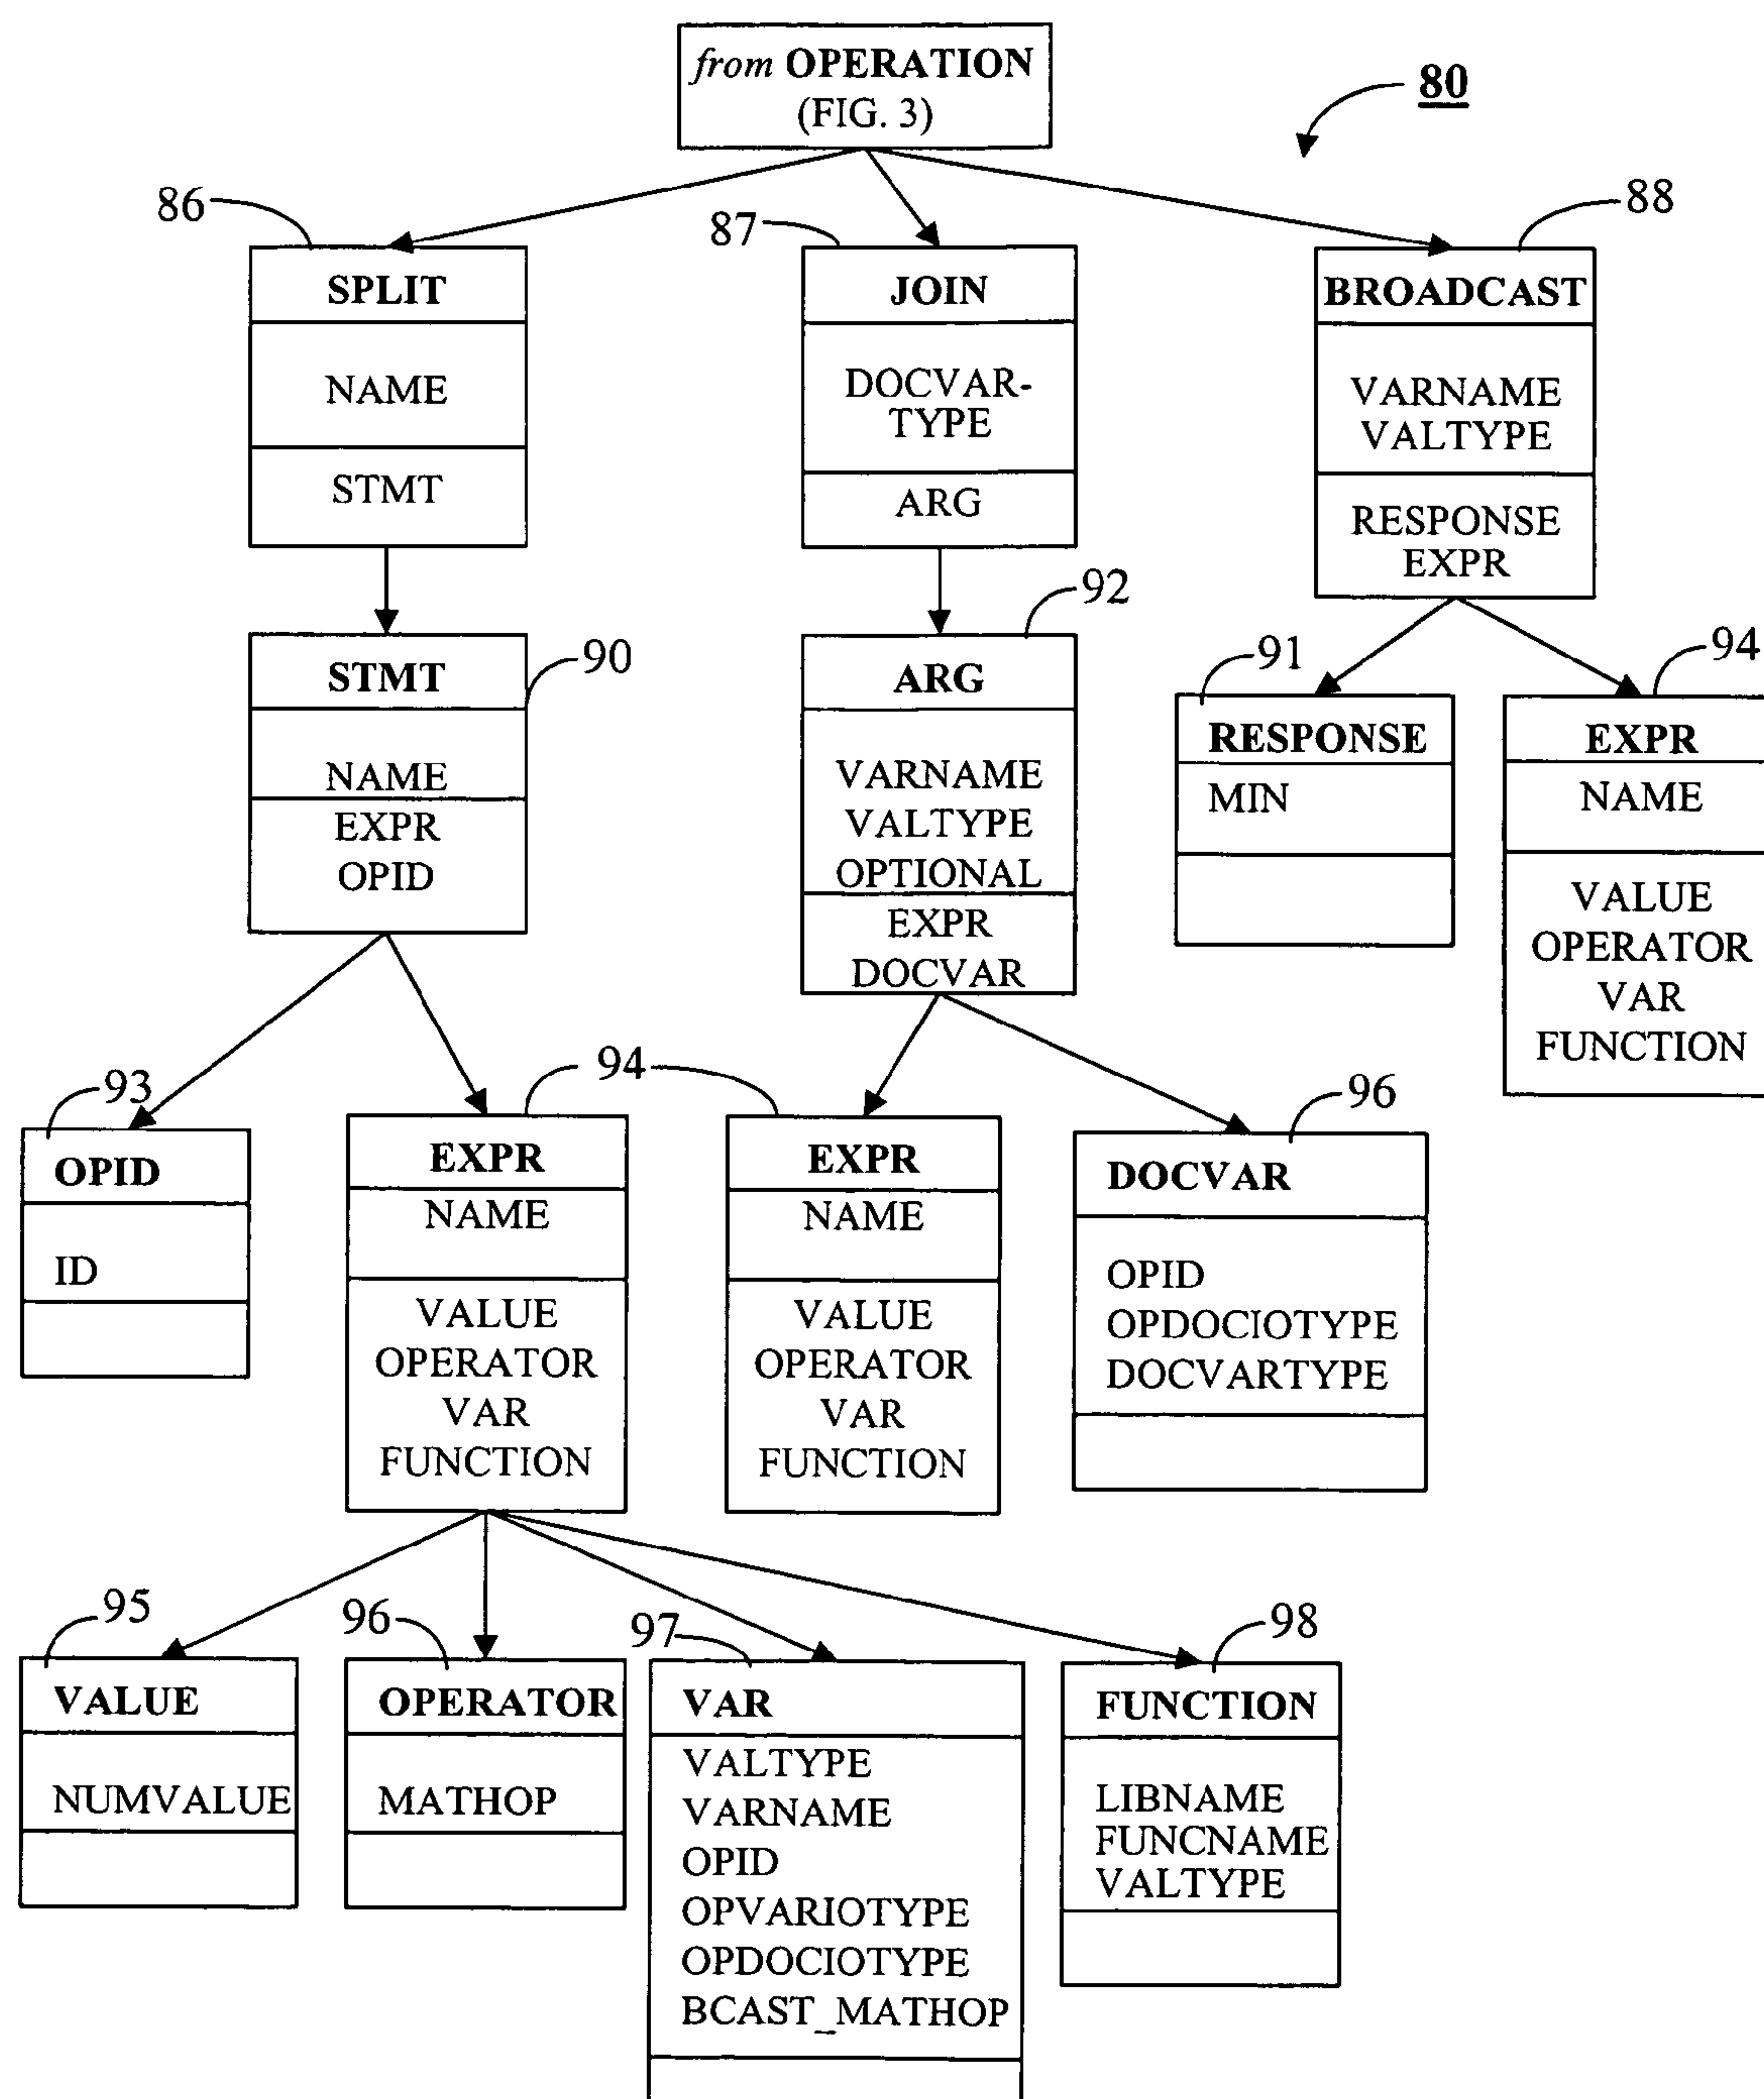 from OPERATION
(FIG. 3)
80
86
87
88
SPLIT
NAME
STMT
JOIN
DOCVAR-
TYPE
ARG
BROADCAST
VARNAME
VALTYPE
RESPONSE
EXPR
90
STMT
NAME
EXPR
OPID
92
ARG
VARNAME
VALTYPE
OPTIONAL
EXPR
DOCVAR
91
RESPONSE
MIN
94
EXPR
NAME
VALUE
OPERATOR
VAR
FUNCTION
93
OPID
ID
94
EXPR
NAME
VALUE
OPERATOR
VAR
FUNCTION
EXPR
NAME
VALUE
OPERATOR
VAR
FUNCTION
96
DOCVAR
OPID
OPDOCIOTYPE
DOCVARTYPE
95
VALUE
NUMVALUE
96
OPERATOR
MATHOP
97
VAR
VALTYPE
VARNAME
OPID
OPVARIOTYPE
OPDOCIOTYPE
BCAST_MATHOP
98
FUNCTION
LIBNAME
FUNCNAME
VALTYPE